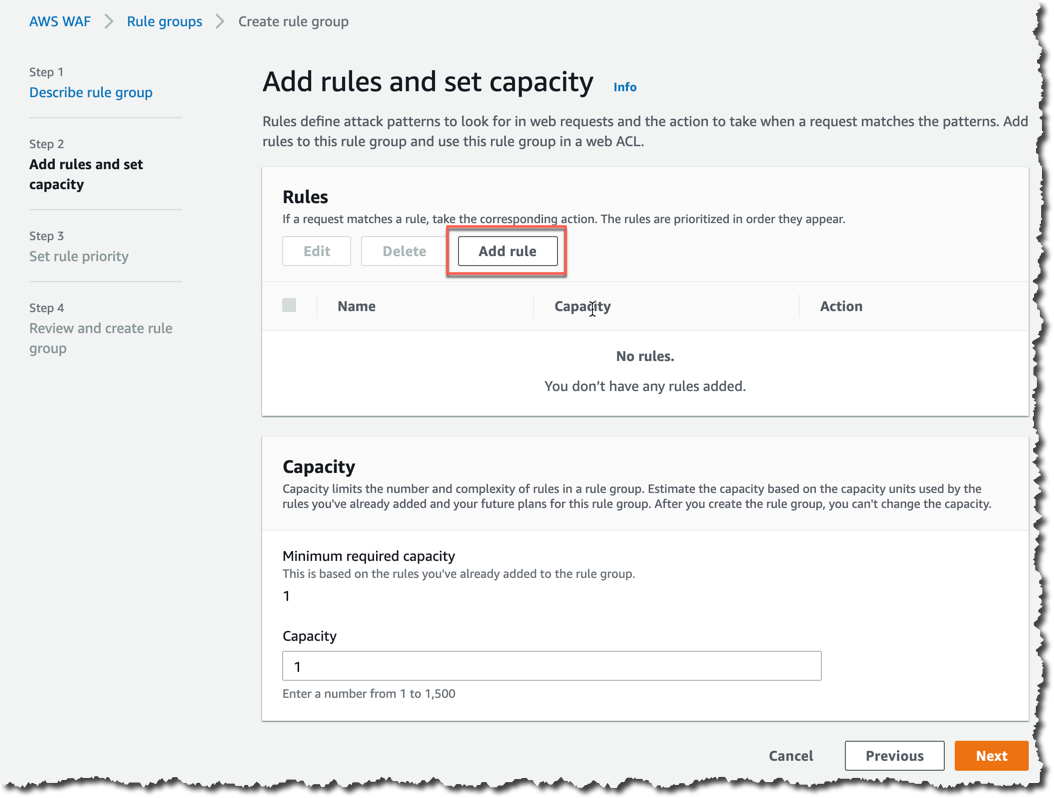 AWS WAF > Rule groups > Create rule group
Step 1
Describe rule group
Step 2
Add rules and set
capacity
Step 3
Set rule priority
Step 4
Review and create rule
group
Add rules and set capacity Info
Rules define attack patterns to look for in web requests and the action to take when a request matches the patterns. Add
rules to this rule group and use this rule group in a web ACL.
Rules
If a request matches a rule, take the corresponding action. The rules are prioritized in order they appear.
Edit Delete Add rule
Name Capacity Action
No rules.
You don't have any rules added.
Capacity
Capacity limits the number and complexity of rules in a rule group. Estimate the capacity based on the capacity units used by the
rules you've already added and your future plans for this rule group. After you create the rule group, you can't change the capacity.
Minimum required capacity
This is based on the rules you've already added to the rule group.
1
Capacity
1
Enter a number from 1 to 1,500
Cancel Previous Next